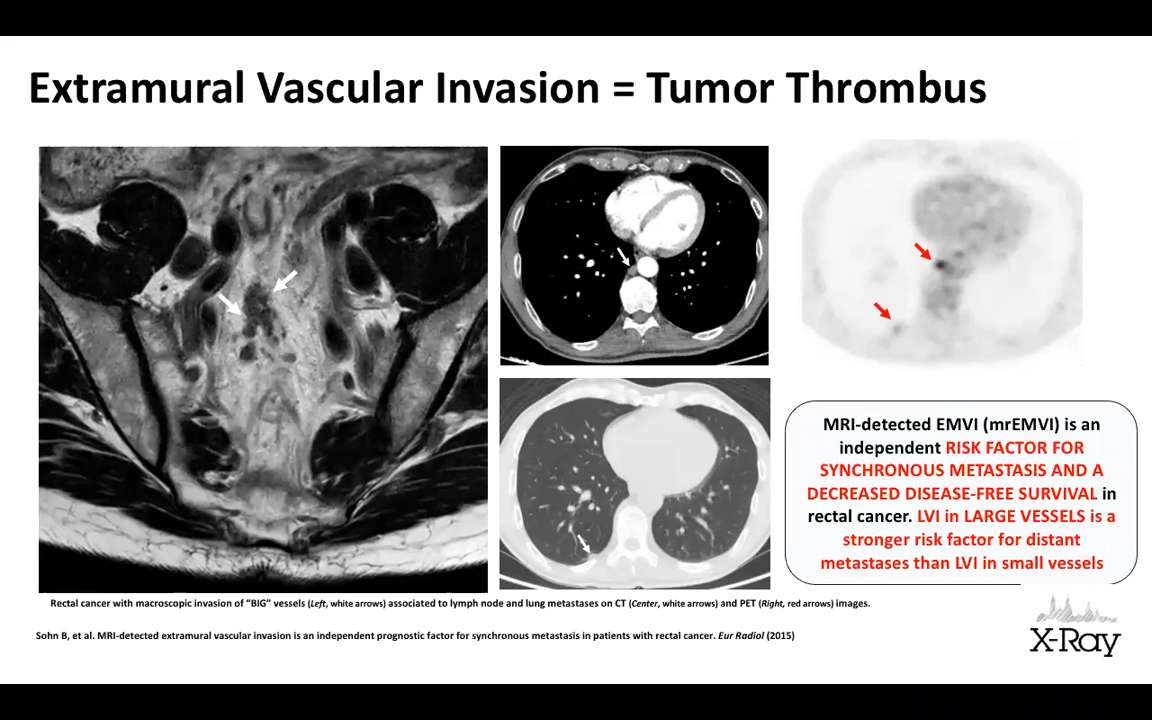 Extramural Vascular Invasion = Tumor Thrombus
MRI-detected EMVI (mrEMVI) is an
independent RISK FACTOR FOR
SYNCHRONOUS METASTASIS AND A
DECREASED DISEASE-FREE SURVIVAL in
rectal cancer. LVI in LARGE VESSELS is a
stronger risk factor for distant
metastases than LVI in small vessels
Rectal cancer with macroscopic invasion of “BIG” vessels (Left, white arrows) associated to lymph node and lung metastases on CT (Center, white arrows) and PET (Right, red arrows) images.
Sohn B, et al. MRI-detected extramural vascular invasion is an independent prognostic factor for synchronous metastasis in patients with rectal cancer. Eur Radiol (2015)
X-Ray